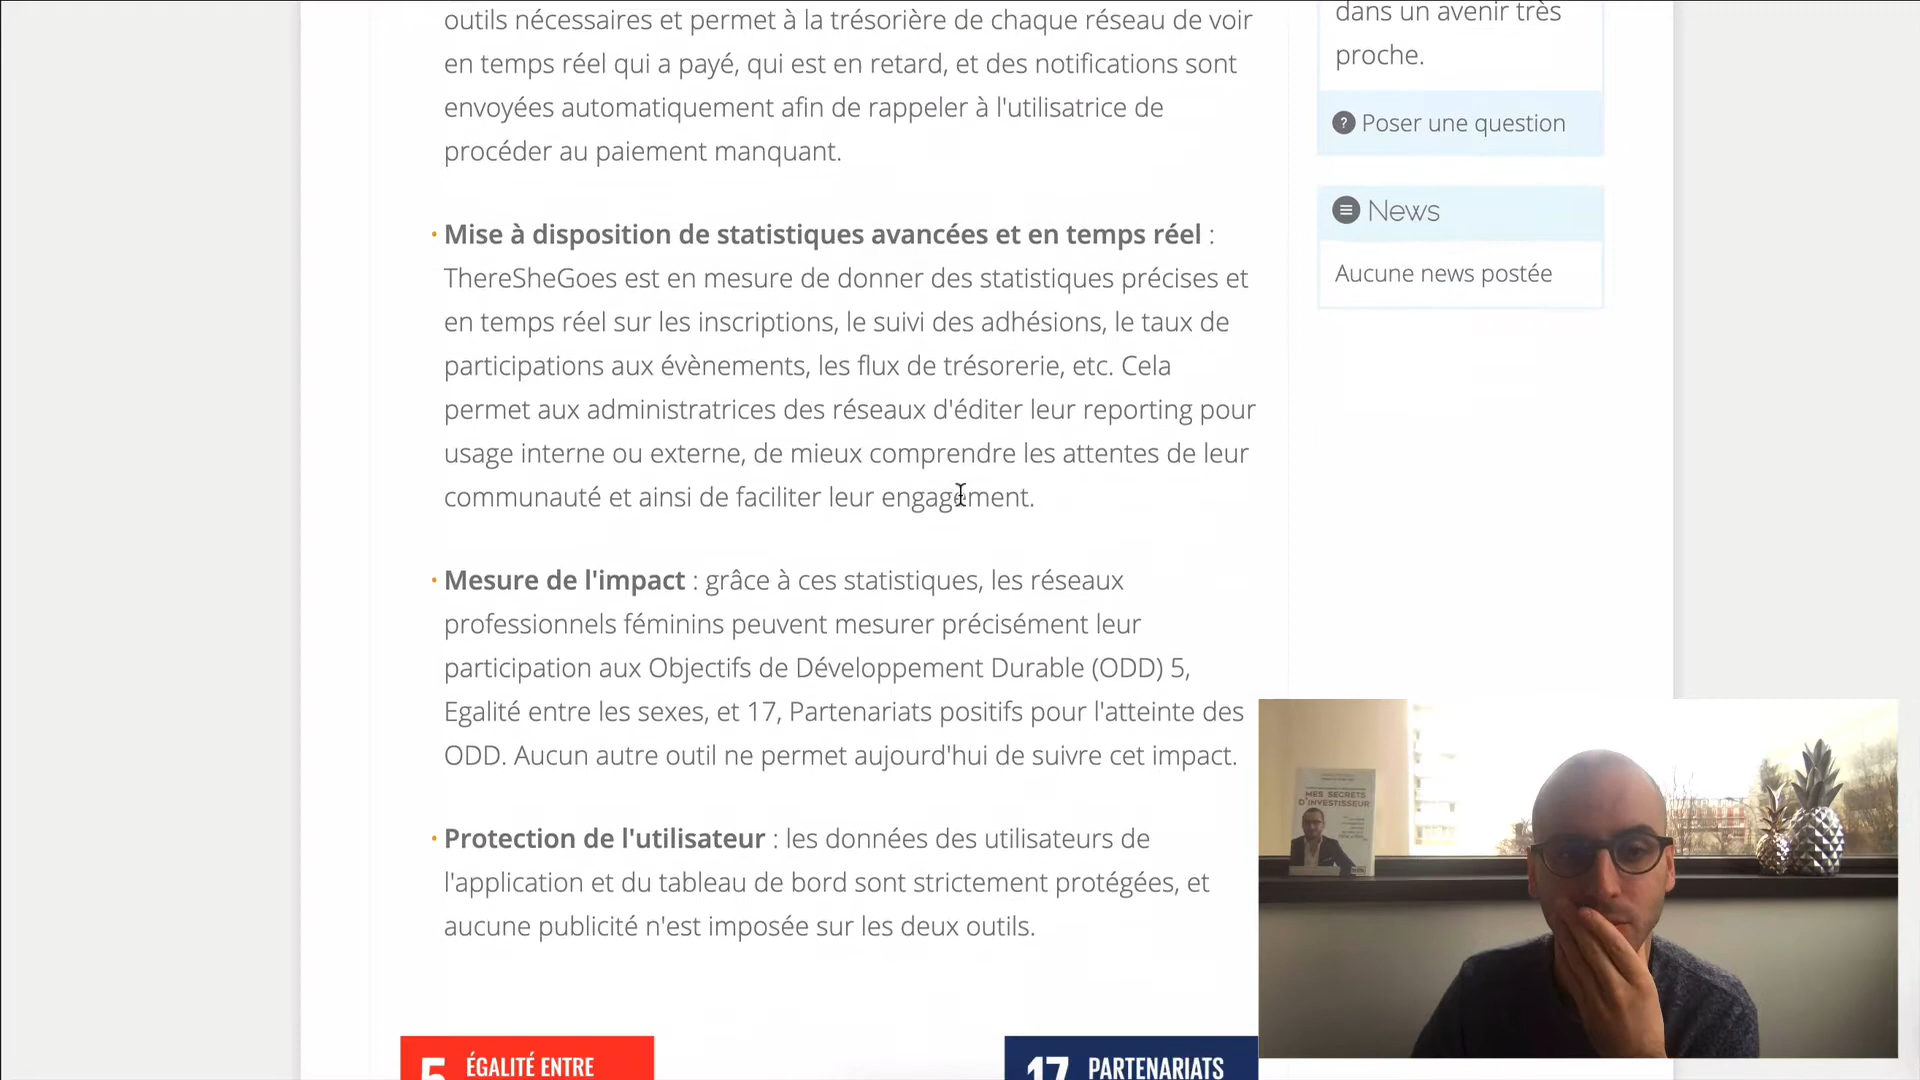 outils nécessaires et permet à la trésorière de chaque réseau de voir
en temps réel qui a payé, qui est en retard, et des notifications sont
envoyées automatiquement afin de rappeler à l'utilisatrice de
procéder au paiement manquant.
• Mise à disposition de statistiques avancées et en temps réel :
ThereSheGoes est en mesure de donner des statistiques précises et
en temps réel sur les inscriptions, le suivi des adhésions, le taux de
participations aux évènements, les flux de trésorerie, etc. Cela
permet aux administratrices des réseaux d'éditer leur reporting pour
usage interne ou externe, de mieux comprendre les attentes de leur
communauté et ainsi de faciliter leur engagement.
• Mesure de l'impact : grâce à ces statistiques, les réseaux
professionnels féminins peuvent mesurer précisément leur
participation aux Objectifs de Développement Durable (ODD) 5,
Egalité entre les sexes, et 17, Partenariats positifs pour l'atteinte des
ODD. Aucun autre outil ne permet aujourd'hui de suivre cet impact.
• Protection de l'utilisateur : les données des utilisateurs de
l'application et du tableau de bord sont strictement protégées, et
aucune publicité n'est imposée sur les deux outils.
5 ÉGALITÉ ENTRE
17 PARTENARIATS
dans un avenir très
proche.
? Poser une question
News
Aucune news postée
MES SECRETS
D'INVESTISSEUR